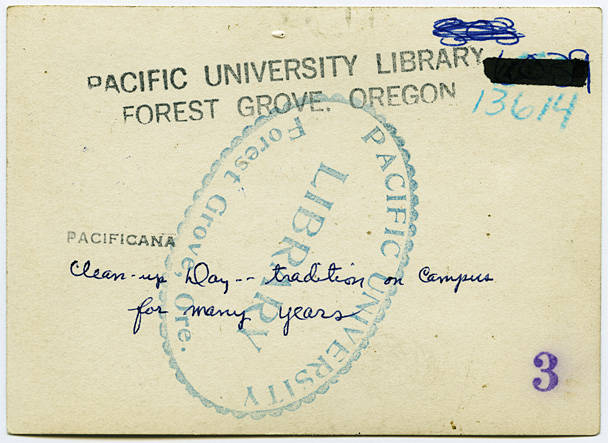 PACIFIC UNIVERSITY LIBRARY
FOREST GROVE, OREGON
13614
PACIFIC UNIVERSITY
LIBRARY
Forest Grove, Ore.
PACIFICANA
Clean-up Day -- tradition on Campus
for many years
3